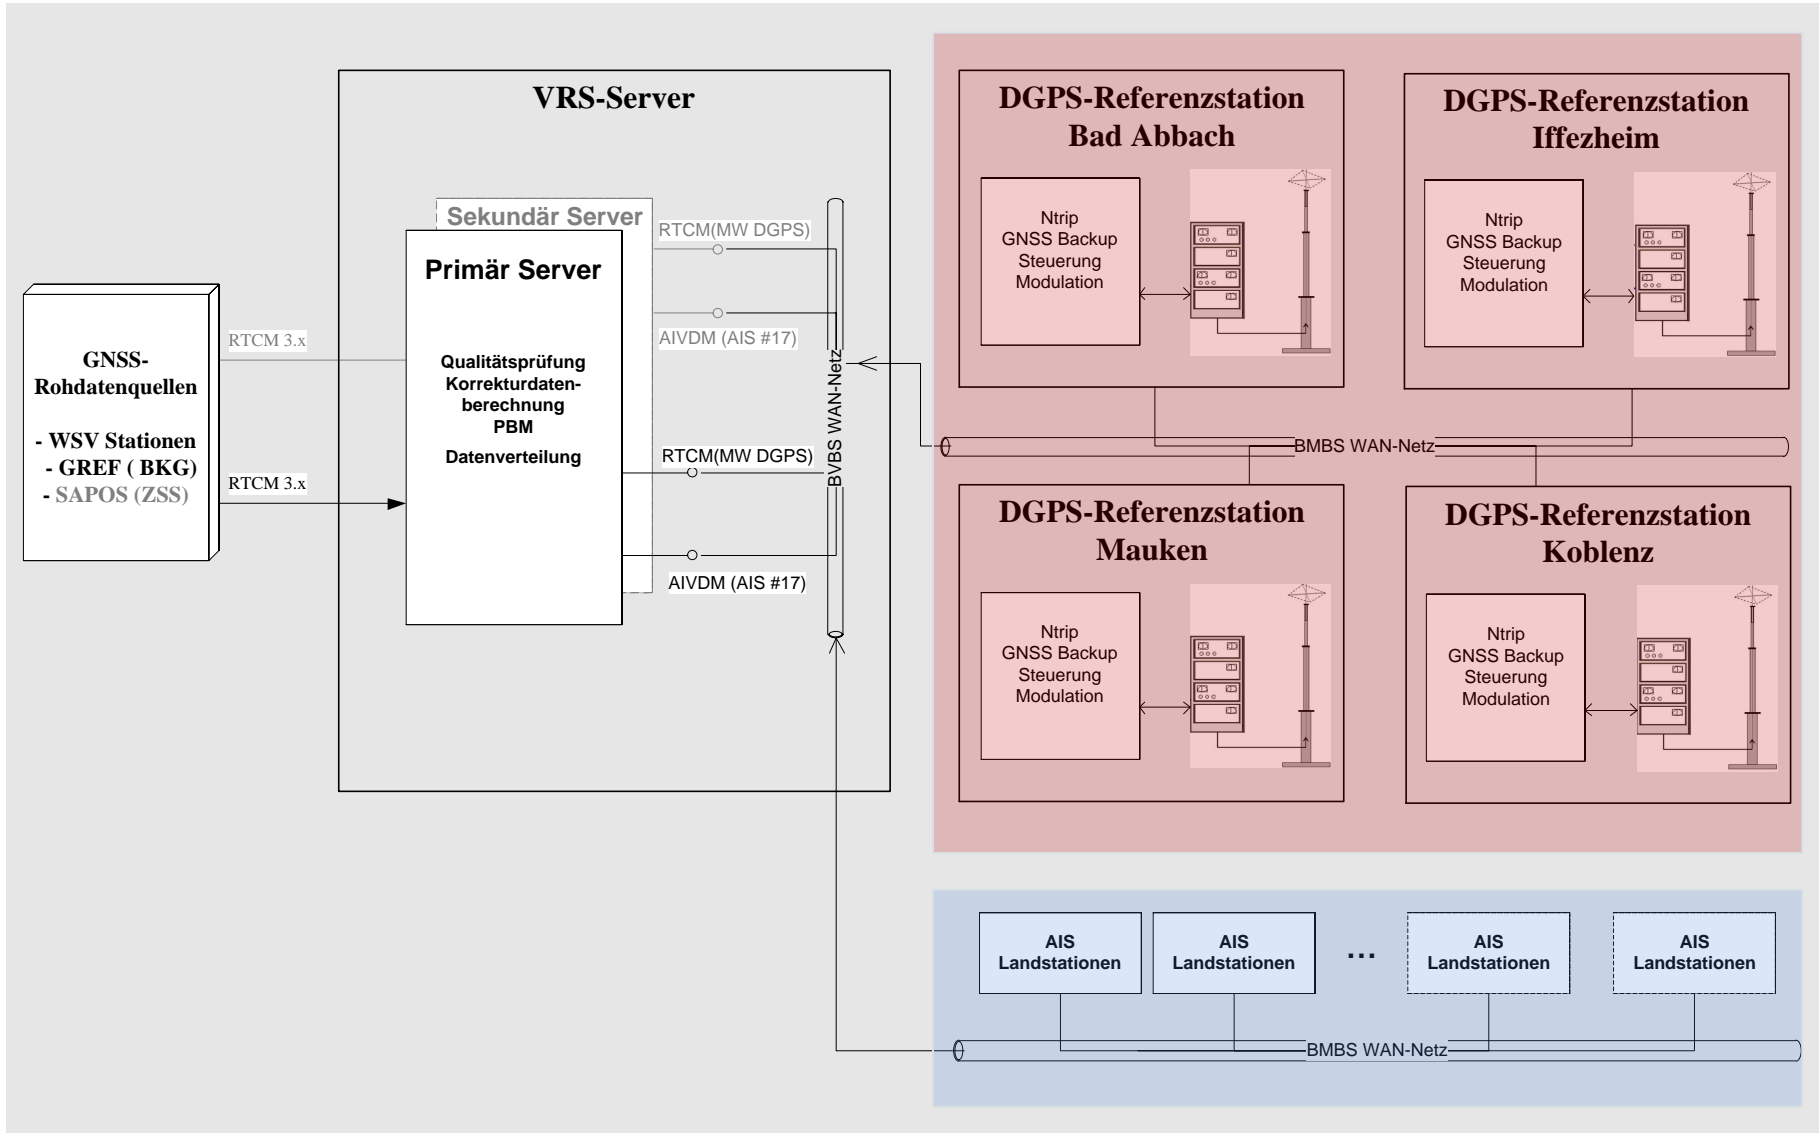 VRS-Server
Sekundär Server
Primär Server
Qualitätsprüfung
Korrekturdaten-
berechnung
PBM
Datenverteilung
GNSS-
Rohdatenquellen
- WSV Stationen
- GREF ( BKG)
- SAPOS (ZSS)
RTCM 3.x
RTCM 3.x
RTCM(MW DGPS)
AIVDM (AIS #17)
RTCM(MW DGPS)
AIVDM (AIS #17)
BVBS WAN-Netz
DGPS-Referenzstation
Bad Abbach
Ntrip
GNSS Backup
Steuerung
Modulation
DGPS-Referenzstation
Iffezheim
Ntrip
GNSS Backup
Steuerung
Modulation
BMBS WAN-Netz
DGPS-Referenzstation
Mauken
Ntrip
GNSS Backup
Steuerung
Modulation
DGPS-Referenzstation
Koblenz
Ntrip
GNSS Backup
Steuerung
Modulation
AIS
Landstationen
AIS
Landstationen
...
AIS
Landstationen
AIS
Landstationen
BMBS WAN-Netz